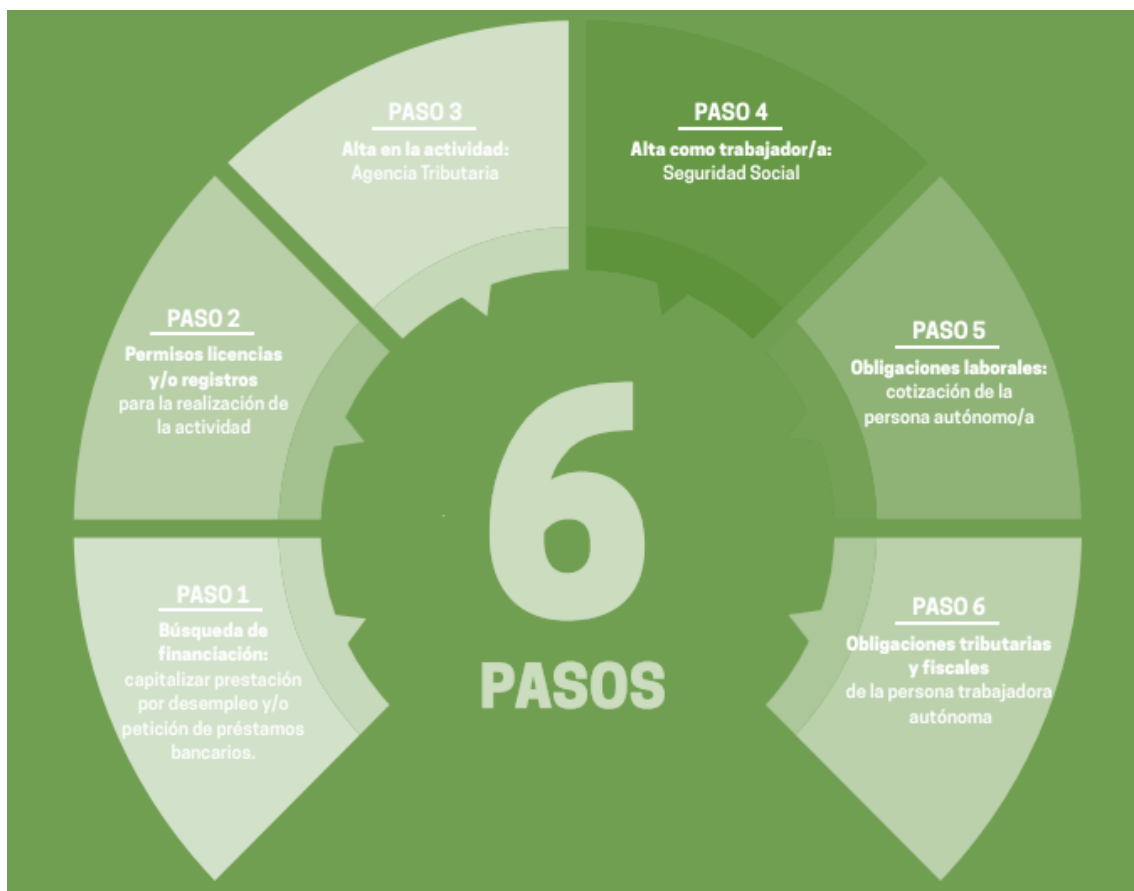 PASO 1
Búsqueda de
financiación:
capitalizar prestación
por desempleo y/o
petición de préstamos
bancarios.
PASO 2
Permisos licencias
y/o registros
para la realización de
la actividad
PASO 3
Alta en la actividad:
Agencia Tributaria
PASO 4
Alta como trabajador/a:
Seguridad Social
PASO 5
Obligaciones laborales:
cotización de la
persona autónomo/a
PASO 6
Obligaciones tributarias
y fiscales
de la persona trabajadora
autónoma
6
PASOS